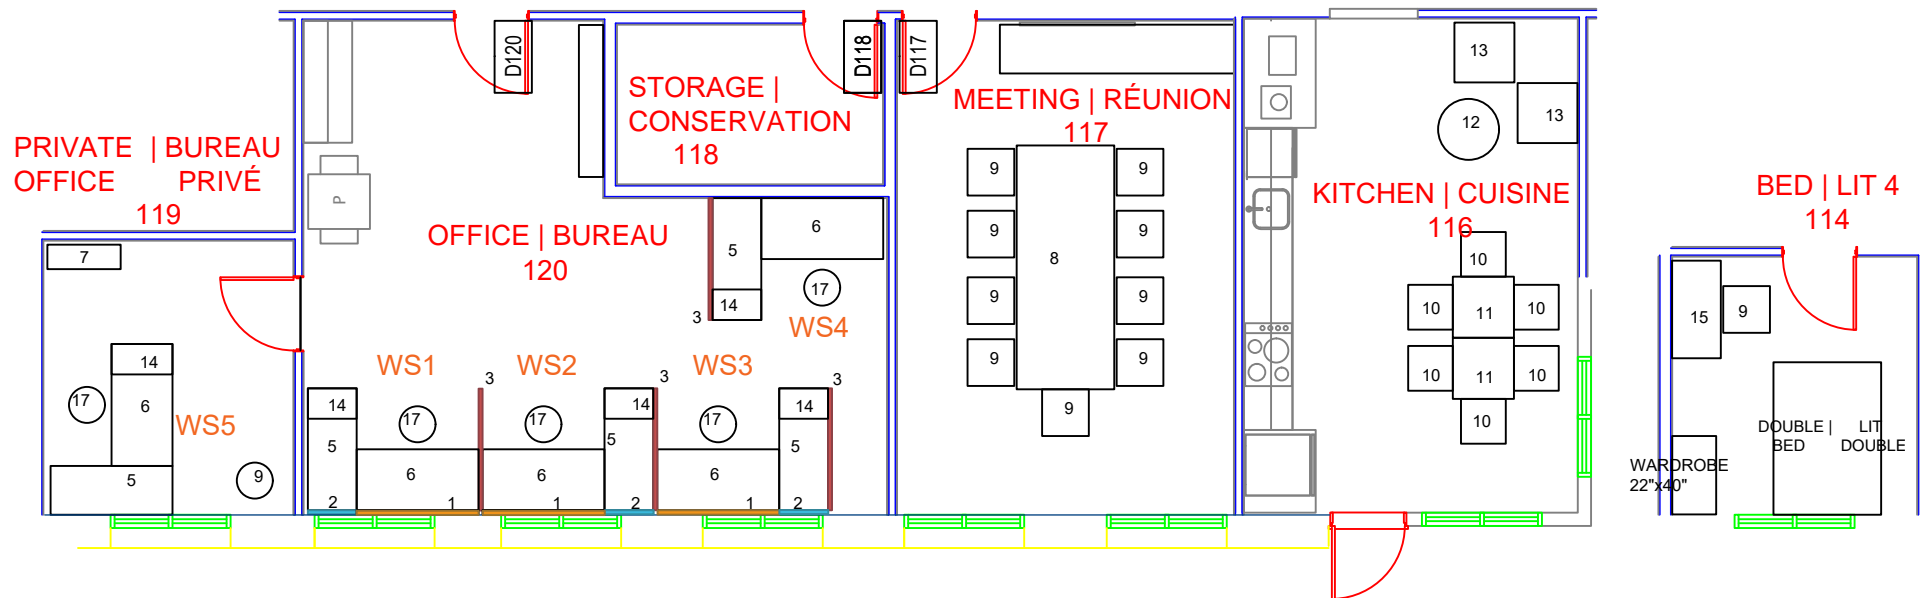 D120
D118
D117
13
13
12
STORAGE |
CONSERVATION
118
MEETING | RÉUNION
117
PRIVATE | BUREAU
OFFICE PRIVÉ
119
P
KITCHEN | CUISINE
116
BED | LIT 4
114
OFFICE | BUREAU
120
7
5
6
17
14
3
WS4
9
9
9
9
9
9
9
9
8
9
10
10
11
10
10
11
10
10
15
9
WS1
3
WS2
3
WS3
3
14
17
6
WS5
5
9
14
17
5
6
2
1
17
14
6
5
1
2
17
14
6
5
1
2
DOUBLE | LIT
BED DOUBLE
WARDROBE
22"x40"